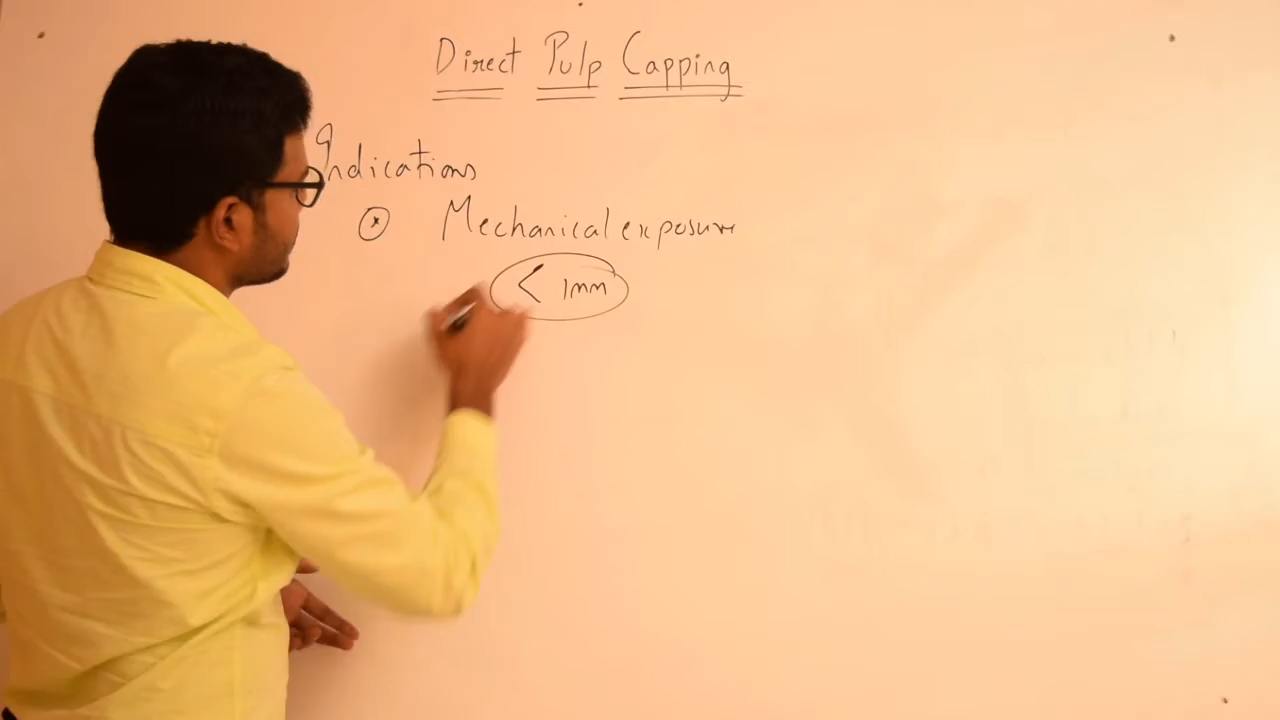 Direct Pulp Capping
Indications
Mechanical exposure
< 1mm